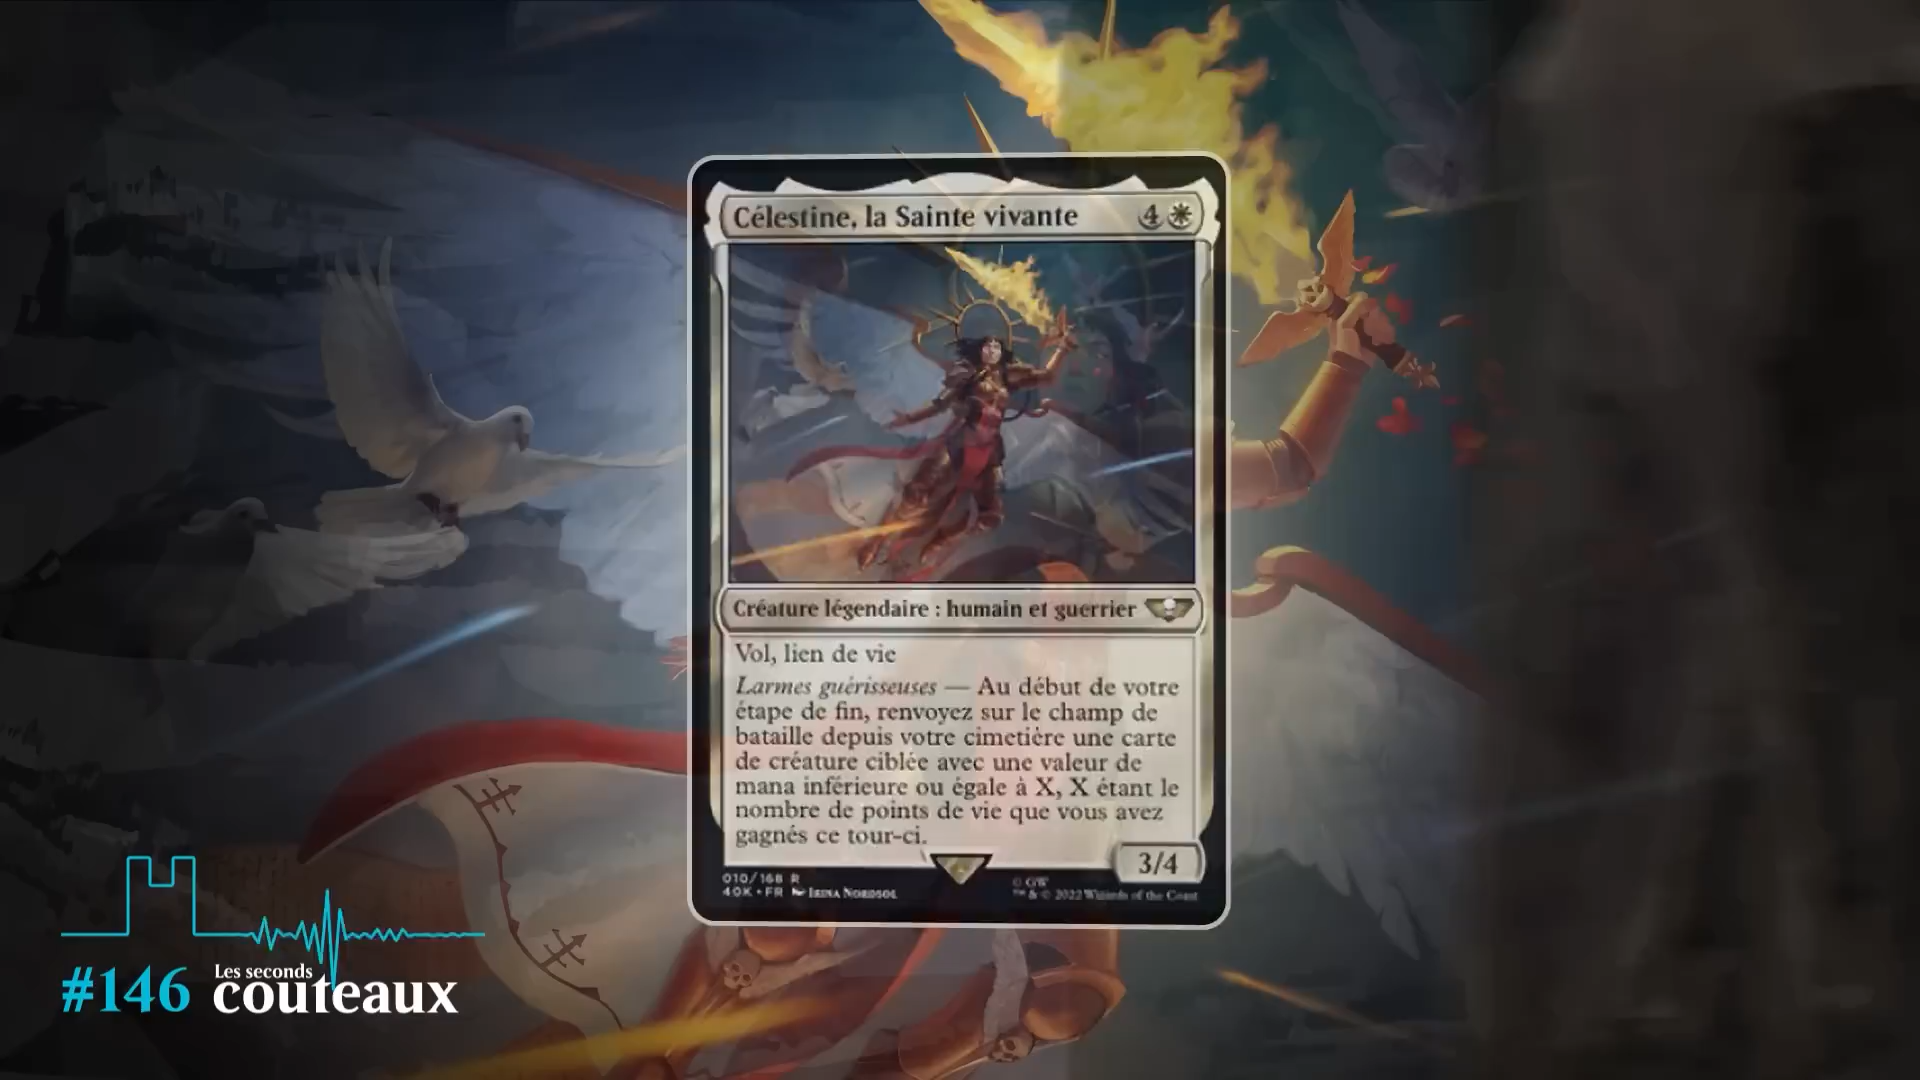 Célestine, la Sainte vivante 4
Créature légendaire : humain et guerrier
Vol, lien de vie
Larmes guérisseuses — Au début de votre
étape de fin, renvoyez sur le champ de
bataille depuis votre cimetière une carte
de créature ciblée avec une valeur de
mana inférieure ou égale à X, X étant le
nombre de points de vie que vous avez
gagnés ce tour-ci.
3/4
010/168 R
40K • FR Irina Nordsol
© GW
™ & © 2022 Wizards of the Coast
#146 Les seconds
couteaux